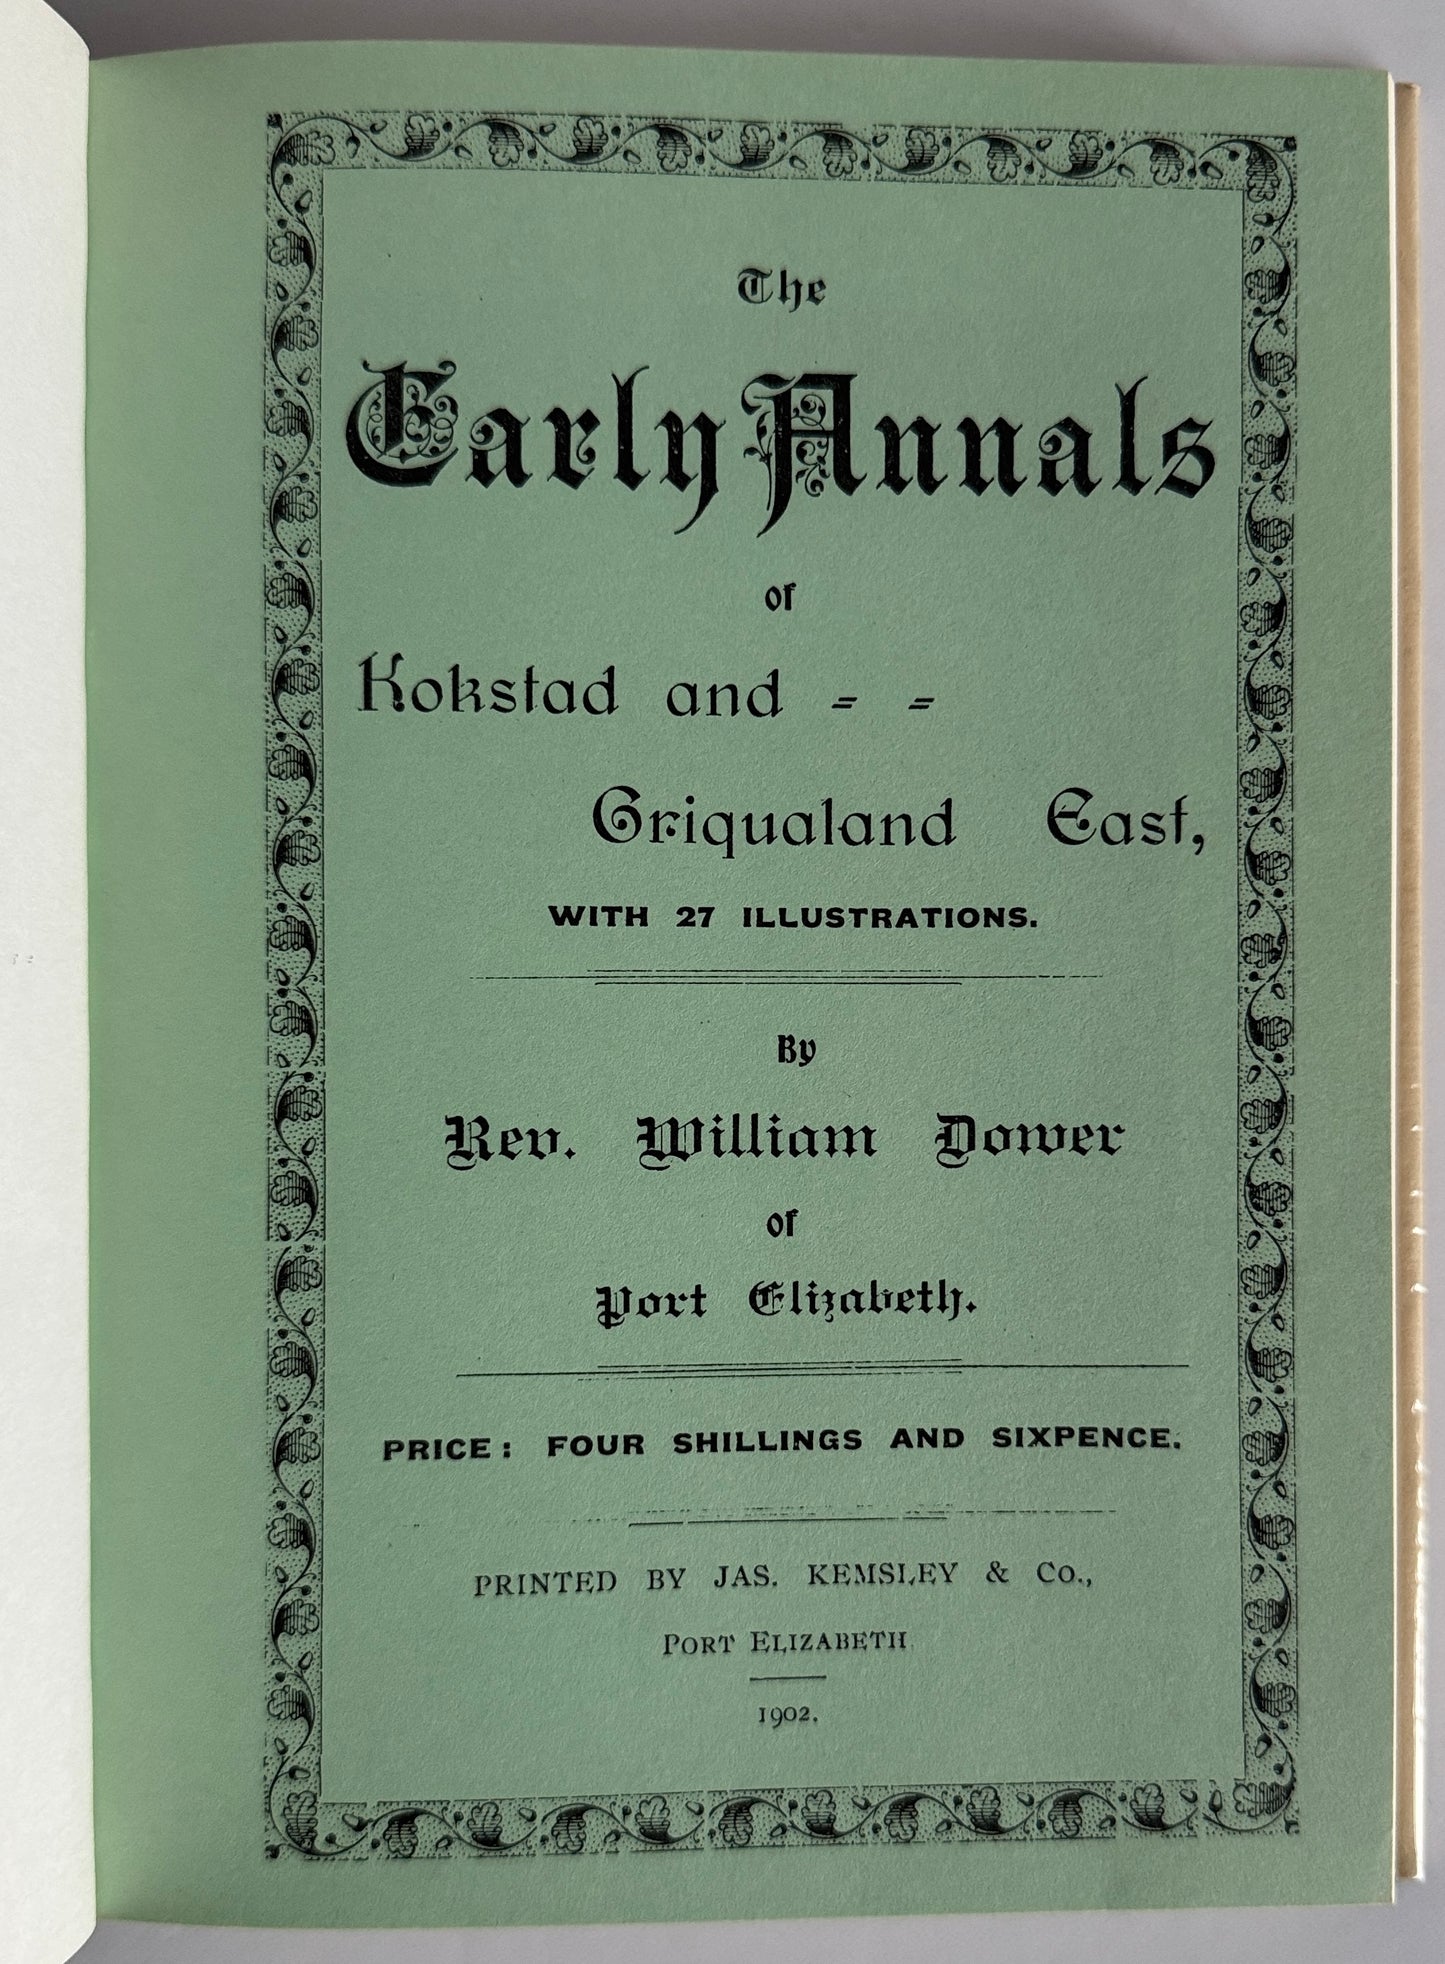 The
Early Annals
of
Kokstad and = =
Griqualand East,
WITH 27 ILLUSTRATIONS.
By
Rev. William Dower
of
Port Elizabeth.
PRICE: FOUR SHILLINGS AND SIXPENCE.
PRINTED BY JAS. KEMSLEY & Co.,
PORT ELIZABETH
1902.